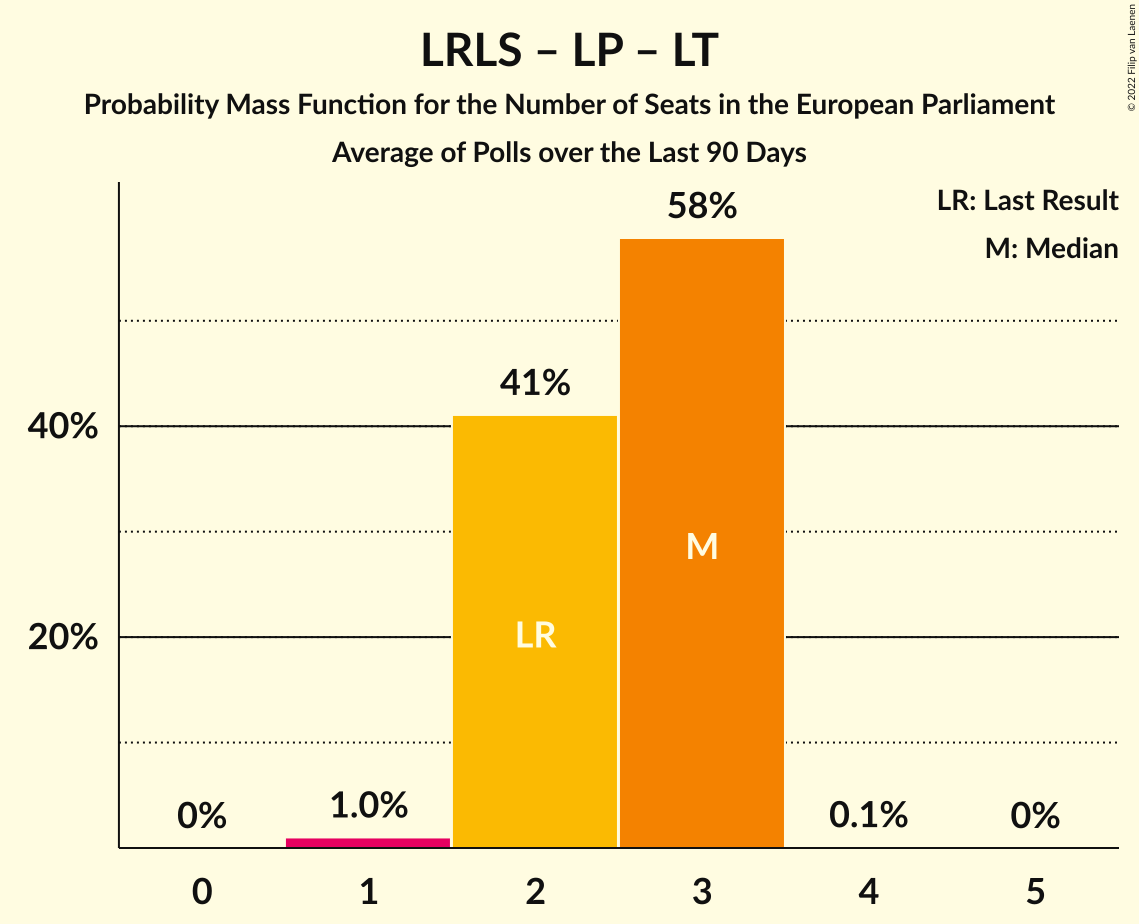 LRLS – LP – LT
Probability Mass Function for the Number of Seats in the European Parliament
Average of Polls over the Last 90 Days
© 2022 Filip van Laenen
LR: Last Result
M: Median
58%
41%
40%
M
20%
LR
0%
1.0%
0.1%
0%
0
1
2
3
4
5